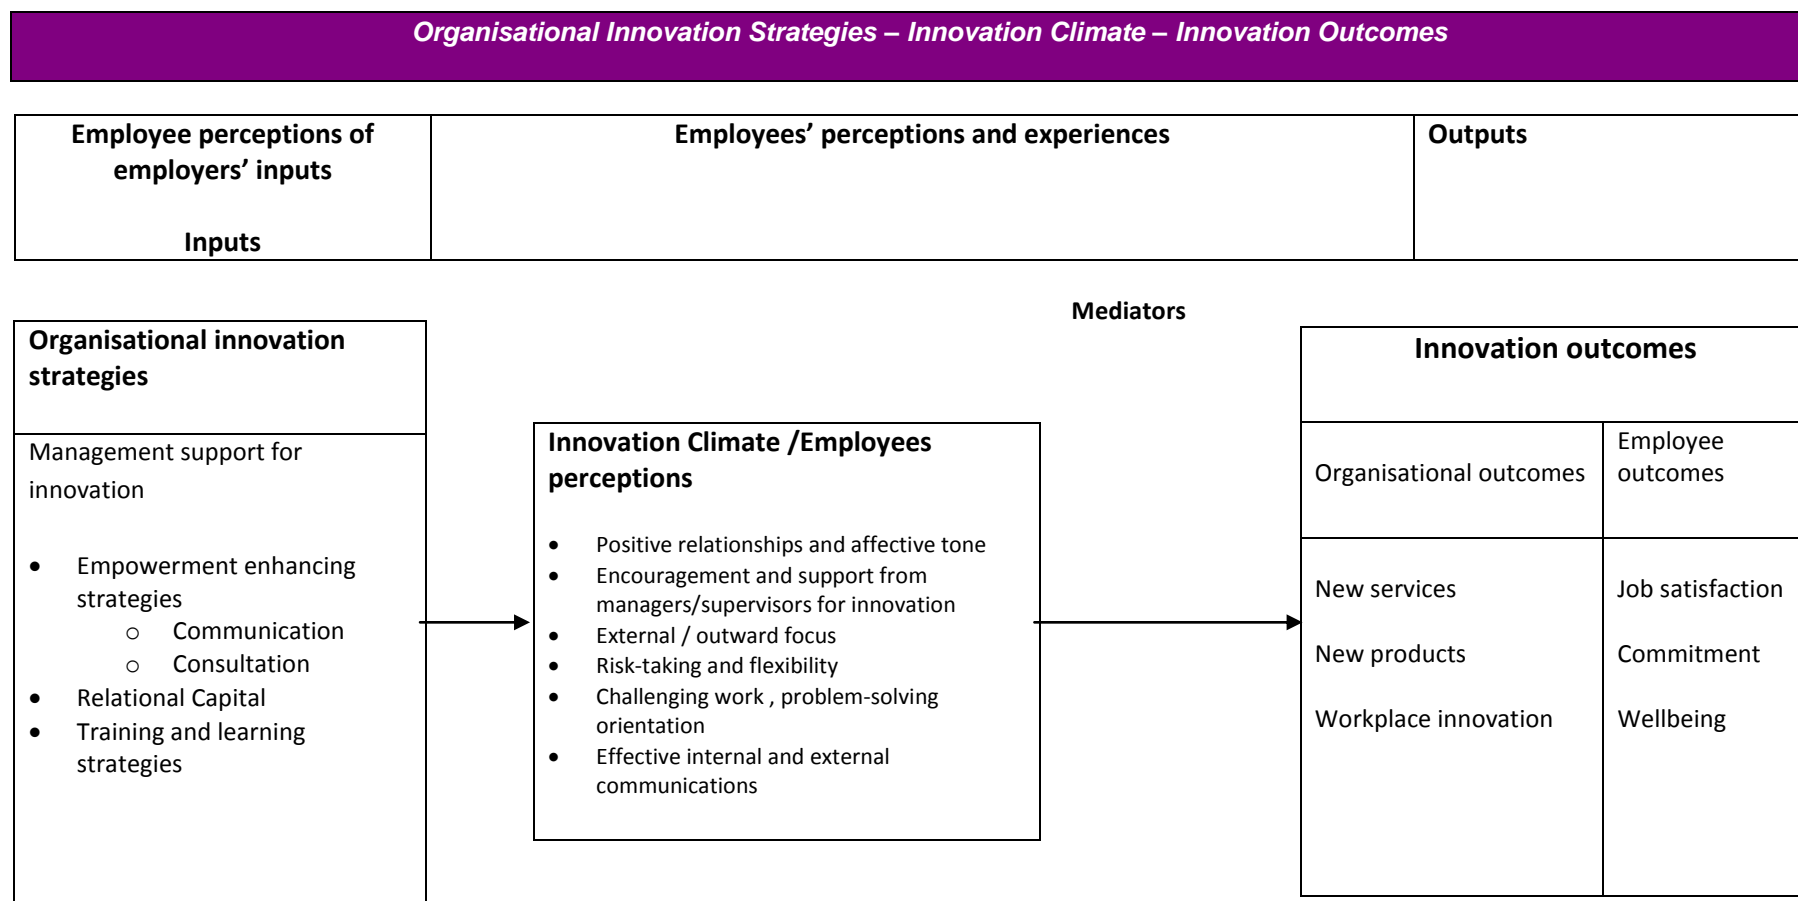 Organisational Innovation Strategies – Innovation Climate – Innovation Outcomes
Employee perceptions of
employers’ inputs
Inputs
Employees’ perceptions and experiences
Outputs
Mediators
Organisational innovation
strategies
Management support for
innovation
• Empowerment enhancing
strategies
o Communication
o Consultation
• Relational Capital
• Training and learning
strategies
Innovation Climate /Employees
perceptions
• Positive relationships and affective tone
• Encouragement and support from
managers/supervisors for innovation
• External / outward focus
• Risk-taking and flexibility
• Challenging work , problem-solving
orientation
• Effective internal and external
communications
Innovation outcomes
Organisational outcomes
Employee
outcomes
New services
New products
Workplace innovation
Job satisfaction
Commitment
Wellbeing